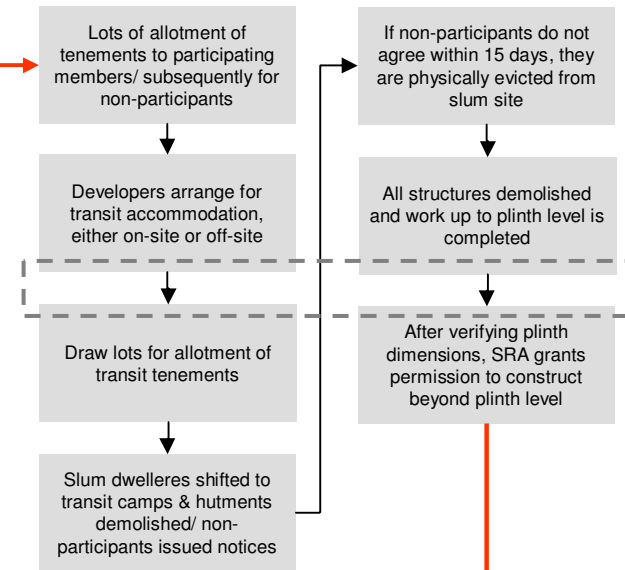 Lots of allotment of
tenements to participating
members/ subsequently for
non-participants
Developers arrange for
transit accommodation,
either on-site or off-site
Draw lots for allotment of
transit tenements
Slum dwelleres shifted to
transit camps & hutments
demolished/ non-
participants issued notices
If non-participants do not
agree within 15 days, they
are physically evicted from
slum site
All structures demolished
and work up to plinth level is
completed
After verifying plinth
dimensions, SRA grants
permission to construct
beyond plinth level